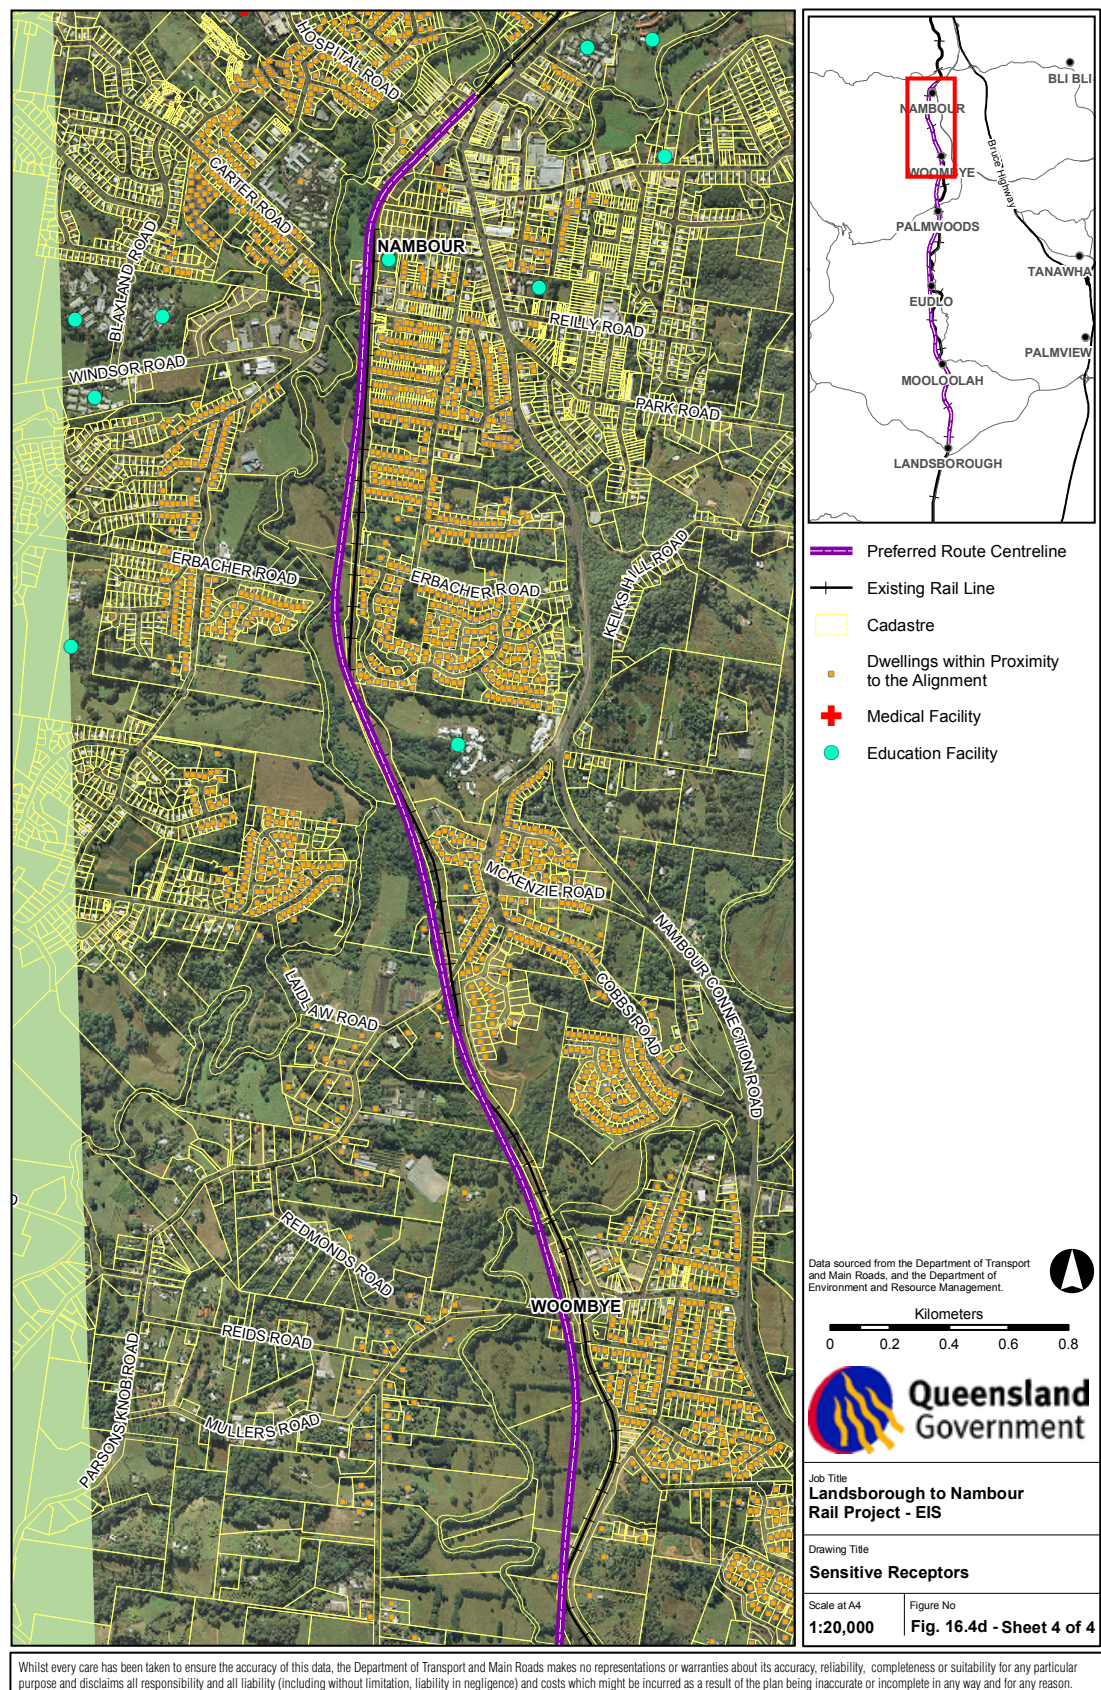 HOSPITAL ROAD
CARTER ROAD
NAMBOUR
BLAXLAND ROAD
REILLY ROAD
WINDSOR ROAD
PARK ROAD
ERBACHER ROAD
ERBACHER ROAD
KELKS HILL ROAD
MCKENZIE ROAD
NAMBOUR CONNECTION ROAD
COBBS ROAD
LAIDLAW ROAD
REDMONDS ROAD
WOOMBYE
REIDS ROAD
PARSONS KNOB ROAD
MULLERS ROAD
BLI BLI
NAMBOUR
Bruce Highway
WOOMBYE
PALMWOODS
TANAWHA
EUDLO
PALMVIEW
MOOLOOLAH
LANDSBOROUGH
Preferred Route Centreline
Existing Rail Line
Cadastre
Dwellings within Proximity
to the Alignment
Medical Facility
Education Facility
Data sourced from the Department of Transport
and Main Roads, and the Department of
Environment and Resource Management.
Kilometers
0 0.2 0.4 0.6 0.8
Queensland
Government
Job Title
Landsborough to Nambour
Rail Project - EIS
Drawing Title
Sensitive Receptors
Scale at A4
1:20,000
Figure No
Fig. 16.4d - Sheet 4 of 4
Whilst every care has been taken to ensure the accuracy of this data, the Department of Transport and Main Roads makes no representations or warranties about its accuracy, reliability, completeness or suitability for any particular
purpose and disclaims all responsibility and all liability (including without limitation, liability in negligence) and costs which might be incurred as a result of the plan being inaccurate or incomplete in any way and for any reason.